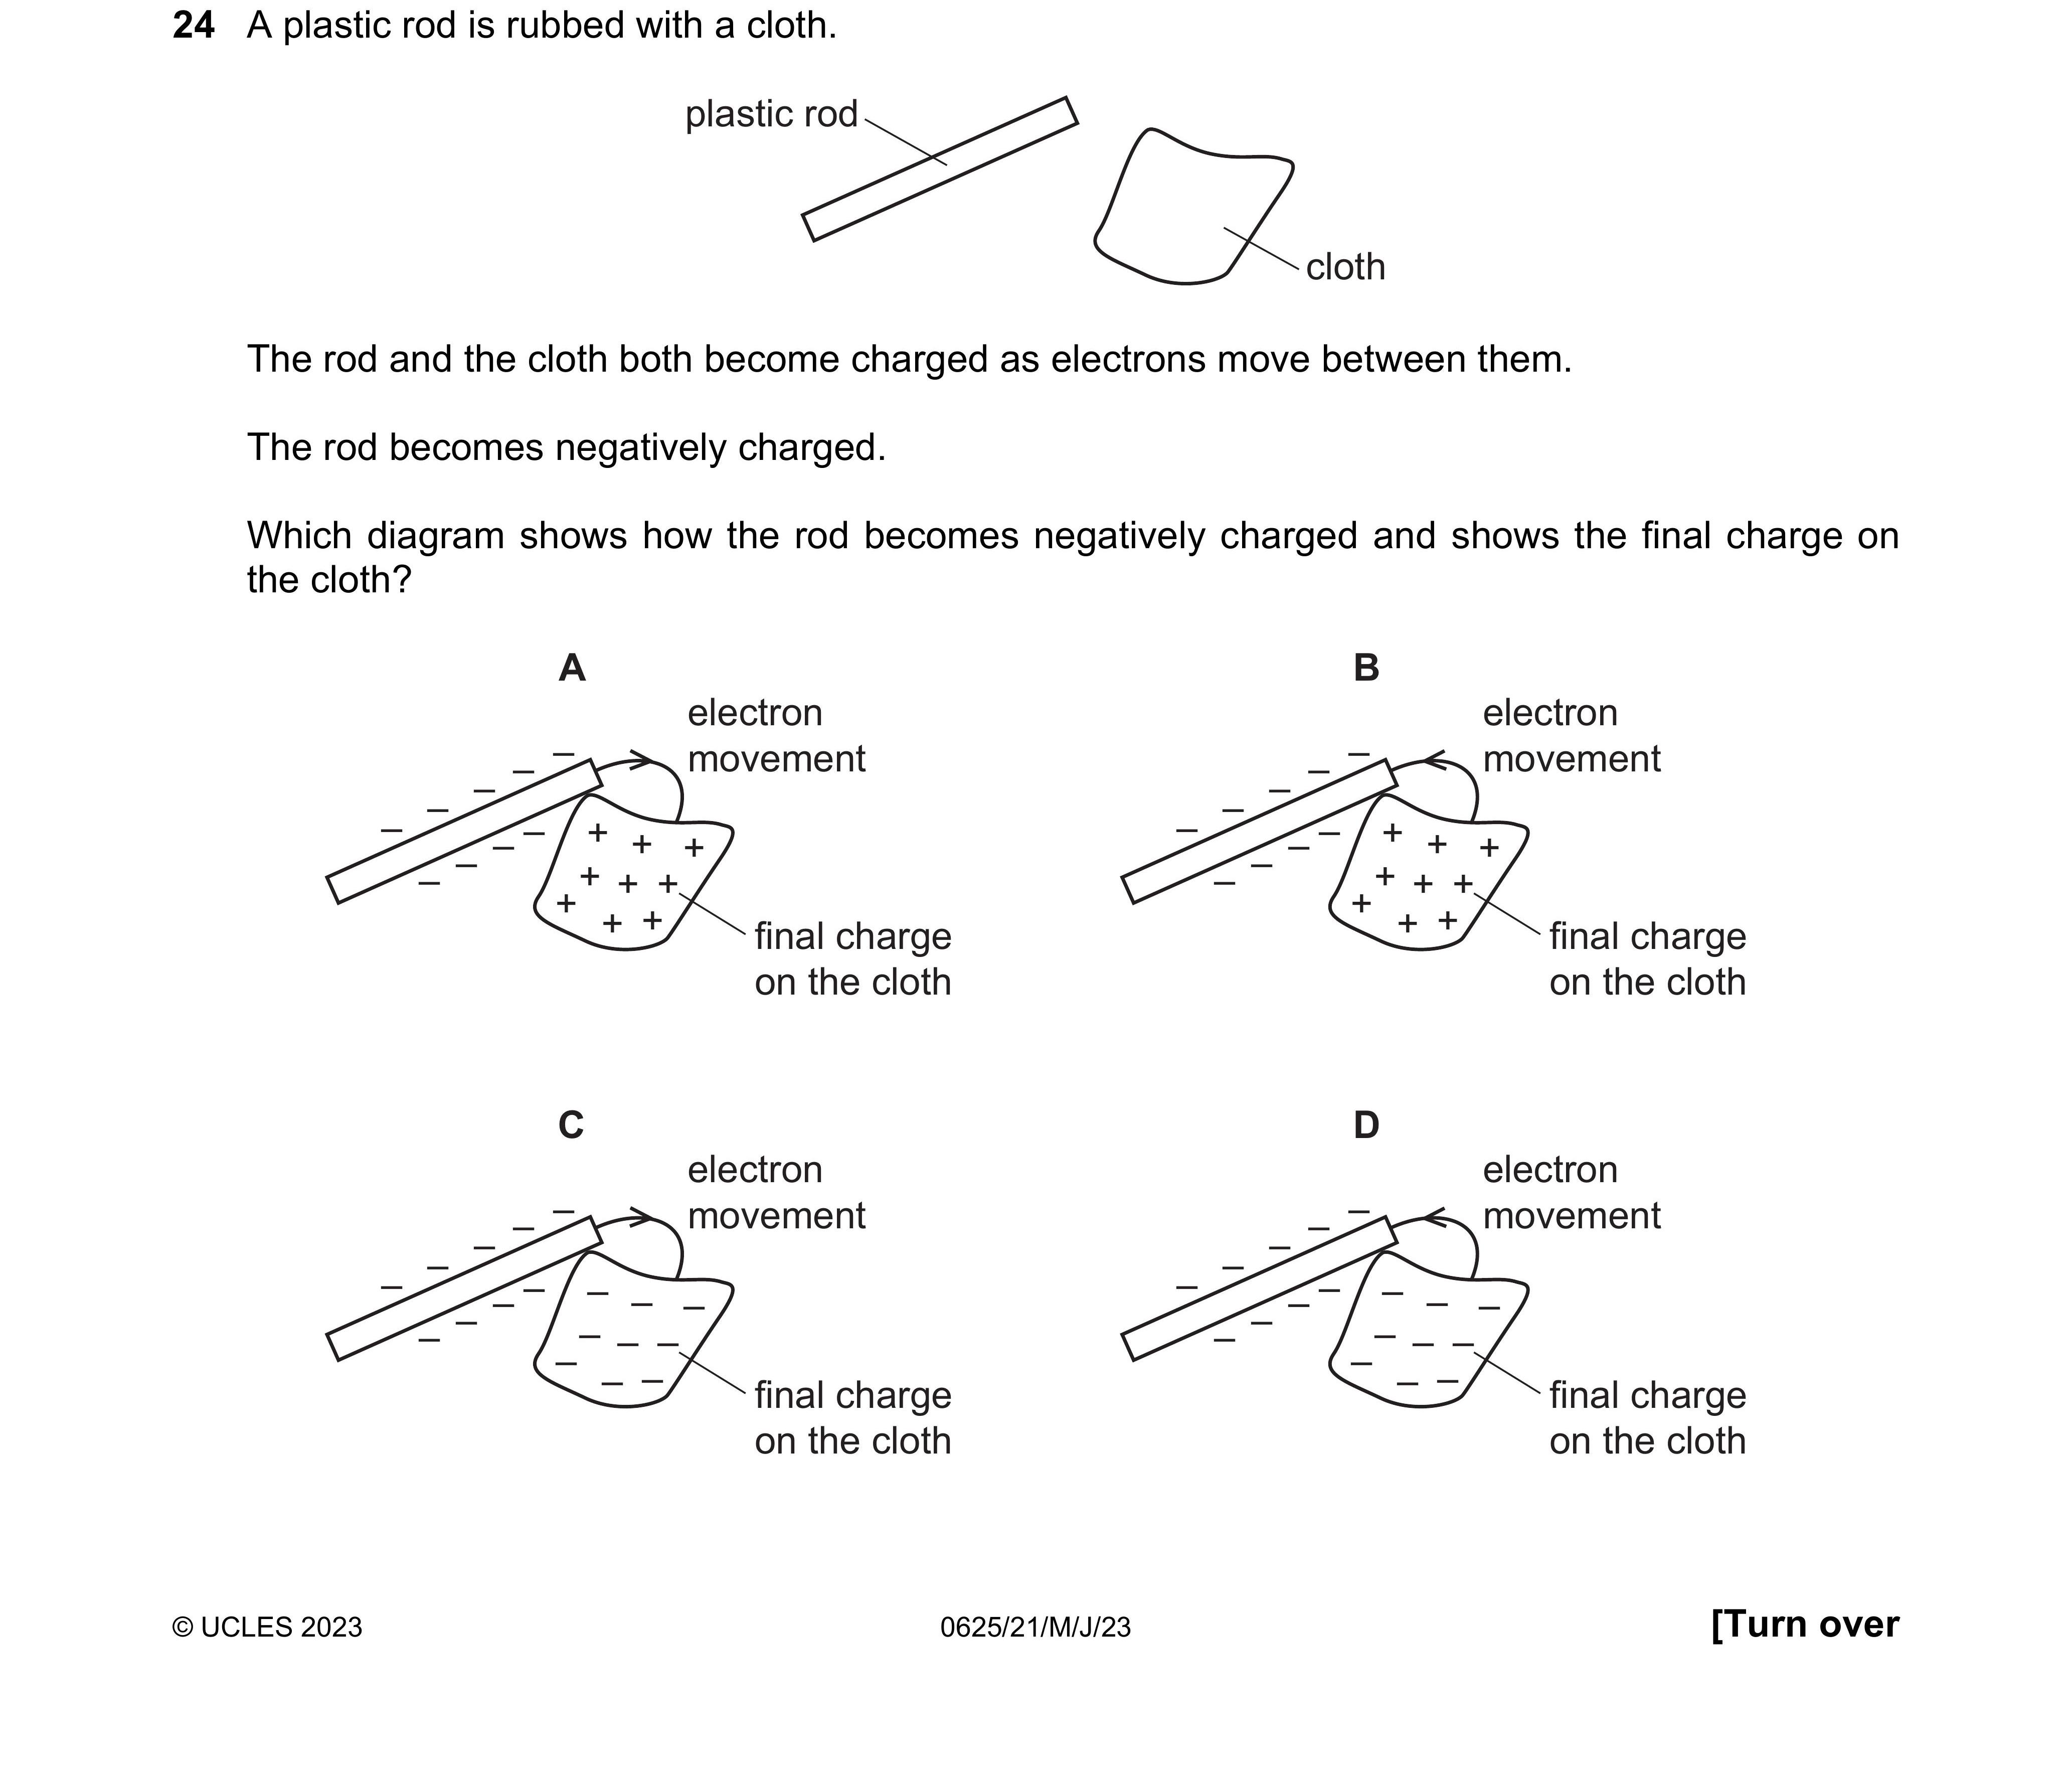 24 A plastic rod is rubbed with a cloth.
plastic rod
cloth
The rod and the cloth both become charged as electrons move between them.
The rod becomes negatively charged.
Which diagram shows how the rod becomes negatively charged and shows the final charge on
the cloth?
A
electron
movement
– – – – –
– – – –
+ + +
+ + +
+ + +
final charge
on the cloth
B
electron
movement
– – – – –
– – – –
+ + +
+ + +
+ + +
final charge
on the cloth
C
electron
movement
– – – – –
– – – –
– – –
– – –
– – –
final charge
on the cloth
D
electron
movement
– – – – –
– – – –
– – –
– – –
– – –
final charge
on the cloth
© UCLES 2023 0625/21/M/J/23 [Turn over